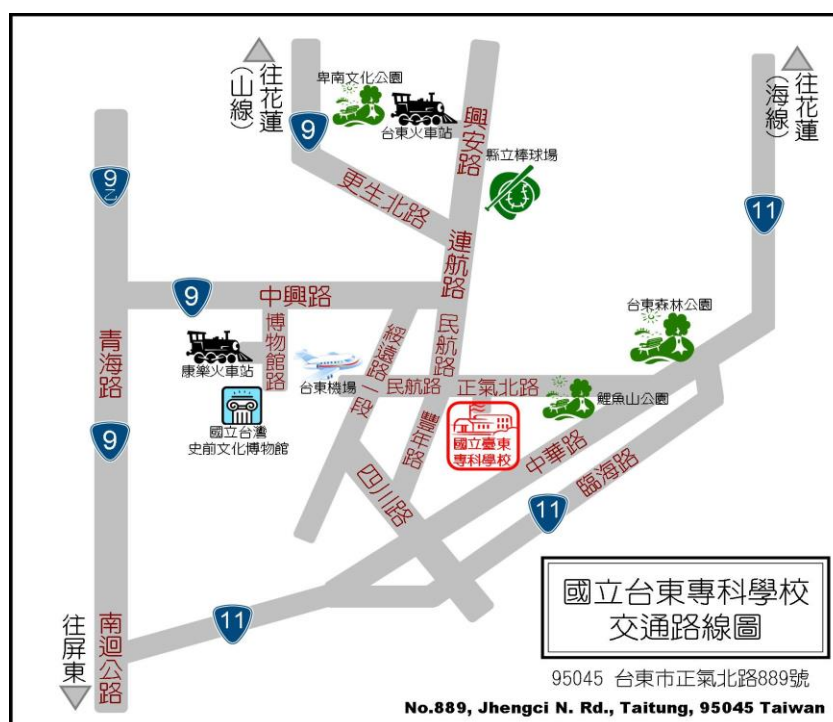 往花蓮
(山線)
卑南文化公園
往花蓮
(海線)
9
台東火車站
興安路
縣立棒球場
9
乙
更生北路
11
連航路
9
中興路
台東森林公園
博物館路
綏遠路一段
民航路
青海路
康樂火車站
台東機場
民航路
正氣北路
鯉魚山公園
國立台灣
史前文化博物館
豐年路
國立臺東
專科學校
9
中華路
臨海路
四川路
11
11
南迴公路
往屏東
國立台東專科學校
交通路線圖
95045 台東市正氣北路889號
No.889, Jhengci N. Rd., Taitung, 95045 Taiwan